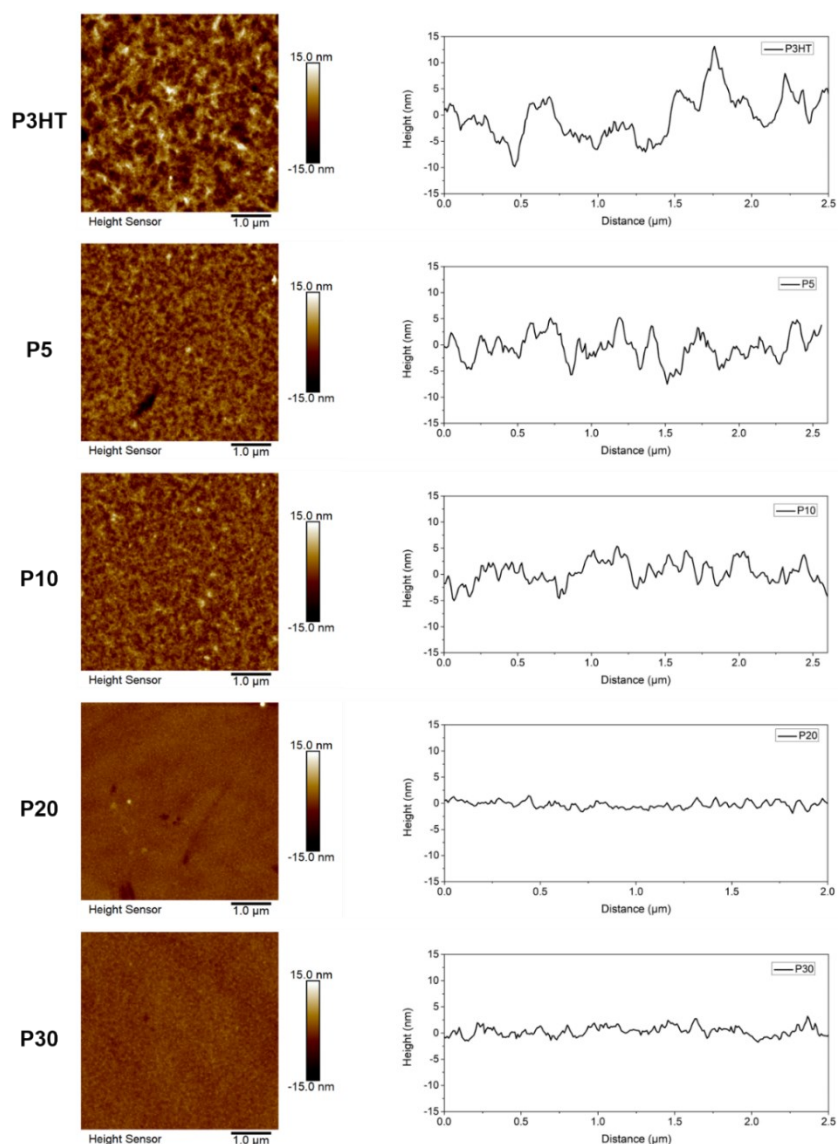 P3HT
15.0 nm
-15.0 nm
Height Sensor
1.0 µm
Height (nm)
15
10
5
0
-5
-10
-15
P3HT
0.0 0.5 1.0 1.5 2.0 2.5
Distance (µm)
P5
15.0 nm
-15.0 nm
Height Sensor
1.0 µm
Height (nm)
15
10
5
0
-5
-10
-15
P5
0.0 0.5 1.0 1.5 2.0 2.5
Distance (µm)
P10
15.0 nm
-15.0 nm
Height Sensor
1.0 µm
Height (nm)
15
10
5
0
-5
-10
-15
P10
0.0 0.5 1.0 1.5 2.0 2.5
Distance (µm)
P20
15.0 nm
-15.0 nm
Height Sensor
1.0 µm
Height (nm)
15
10
5
0
-5
-10
-15
P20
0.0 0.5 1.0 1.5 2.0
Distance (µm)
P30
15.0 nm
-15.0 nm
Height Sensor
1.0 µm
Height (nm)
15
10
5
0
-5
-10
-15
P30
0.0 0.5 1.0 1.5 2.0 2.5
Distance (µm)